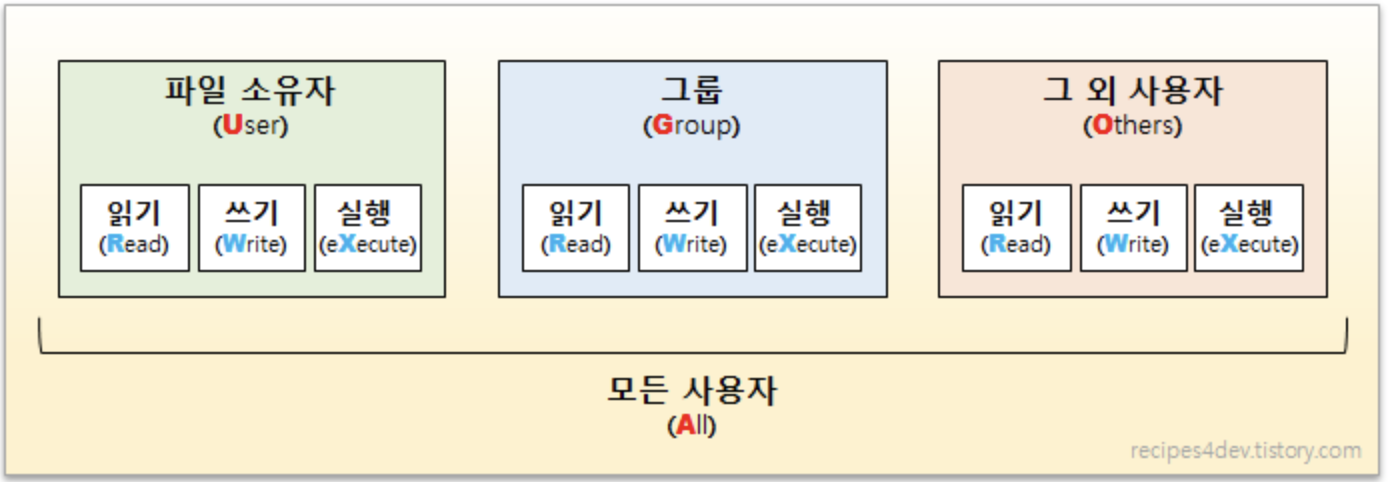 파일 소유자
(User)
읽기
(Read)
쓰기
(Write)
실행
(eXecute)
그룹
(Group)
읽기
(Read)
쓰기
(Write)
실행
(eXecute)
그 외 사용자
(Others)
읽기
(Read)
쓰기
(Write)
실행
(eXecute)
모든 사용자
(All)
recipes4dev.tistory.com